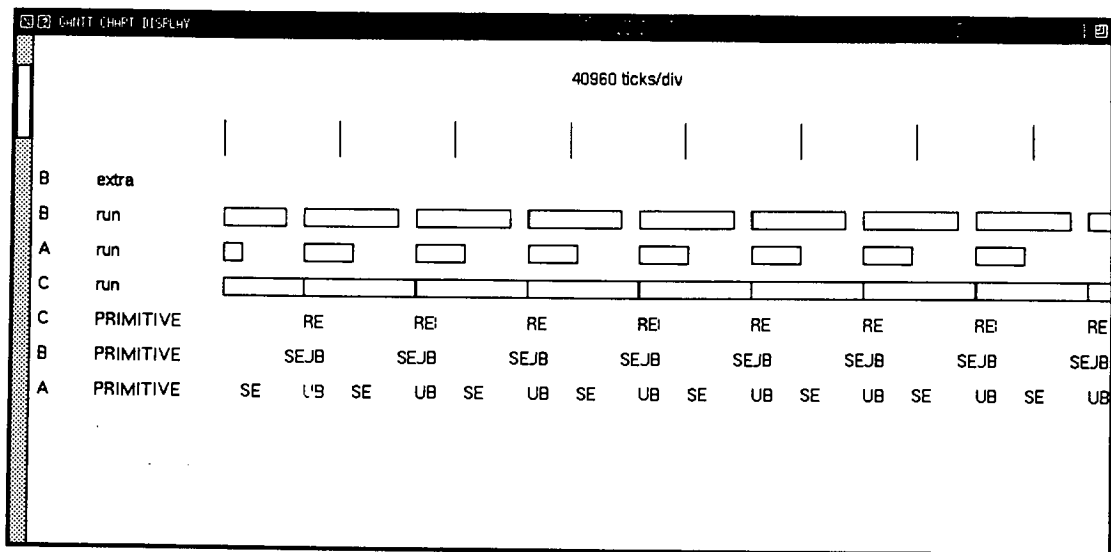 GANTT CHART DISPLAY
40960 ticks/div
B extra
B run
A run
C run
C PRIMITIVE RE RE RE RE RE RE RE RE
B PRIMITIVE SEJB SEJB SEJB SEJB SEJB SEJB SEJB SEJB
A PRIMITIVE SE UB SE UB SE UB SE UB SE UB SE UB SE UB SE UB